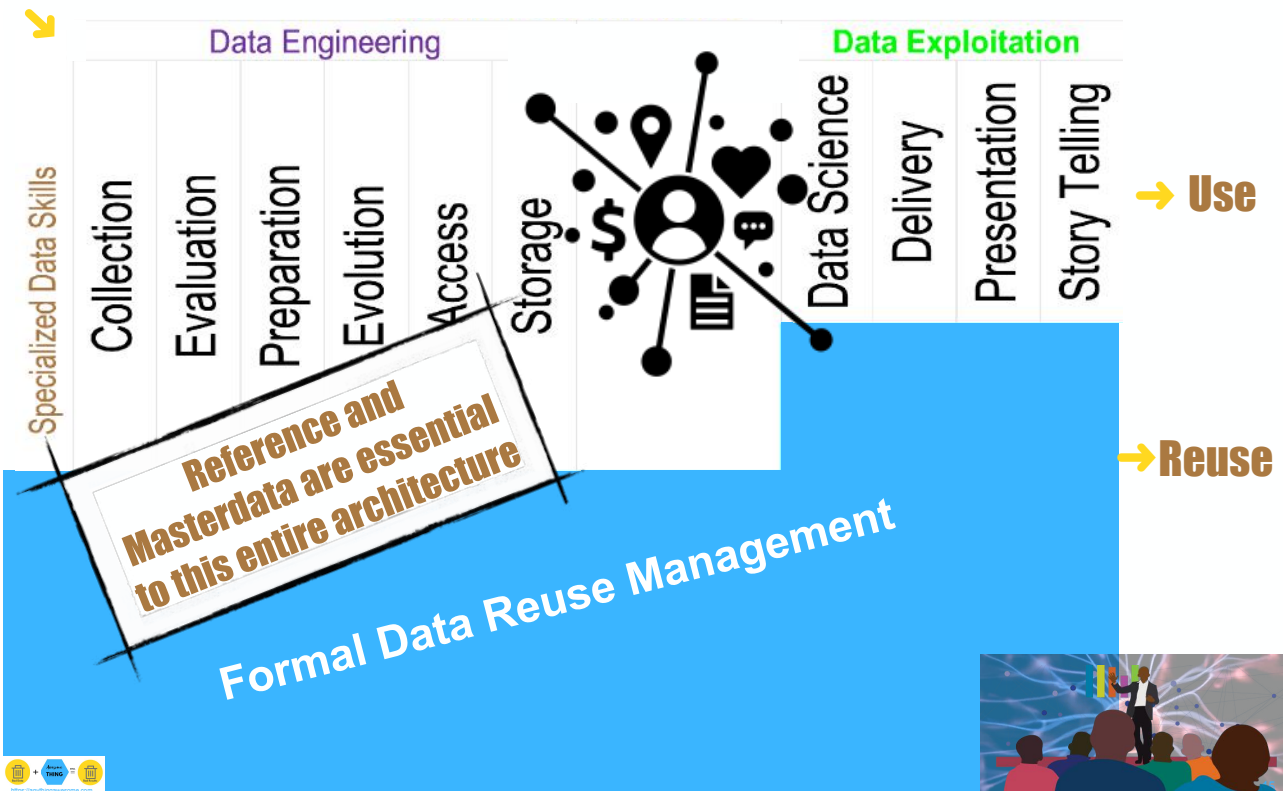 Data Engineering
Data Exploitation
Specialized Data Skills
Collection
Evaluation
Preparation
Evolution
Access
Storage
$
Data Science
Delivery
Presentation
Story Telling
Use
Reuse
Reference and
Masterdata are essential
to this entire architecture
Formal Data Reuse Management
+
THING
=